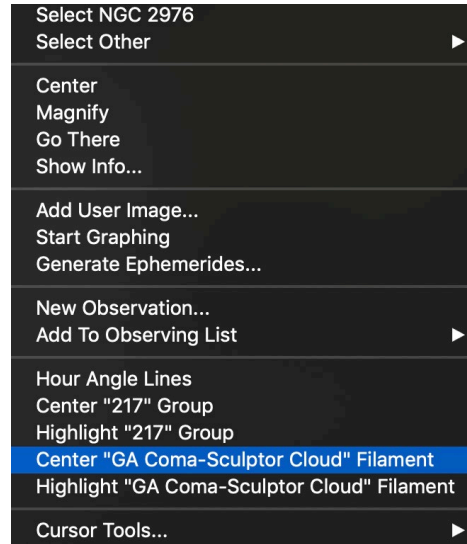 Select NGC 2976
Select Other
Center
Magnify
Go There
Show Info...
Add User Image...
Start Graphing
Generate Ephemerides...
New Observation...
Add To Observing List
Hour Angle Lines
Center "217" Group
Highlight "217" Group
Center "GA Coma-Sculptor Cloud" Filament
Highlight "GA Coma-Sculptor Cloud" Filament
Cursor Tools...